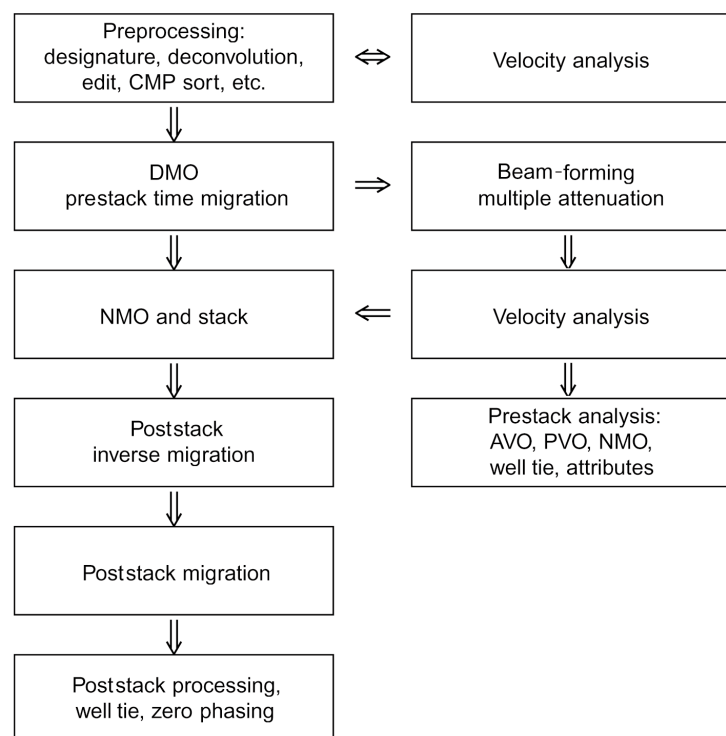 Preprocessing:
designature, deconvolution,
edit, CMP sort, etc.
Velocity analysis
DMO
prestack time migration
Beam-forming
multiple attenuation
NMO and stack
Velocity analysis
Poststack
inverse migration
Prestack analysis:
AVO, PVO, NMO,
well tie, attributes
Poststack migration
Poststack processing,
well tie, zero phasing